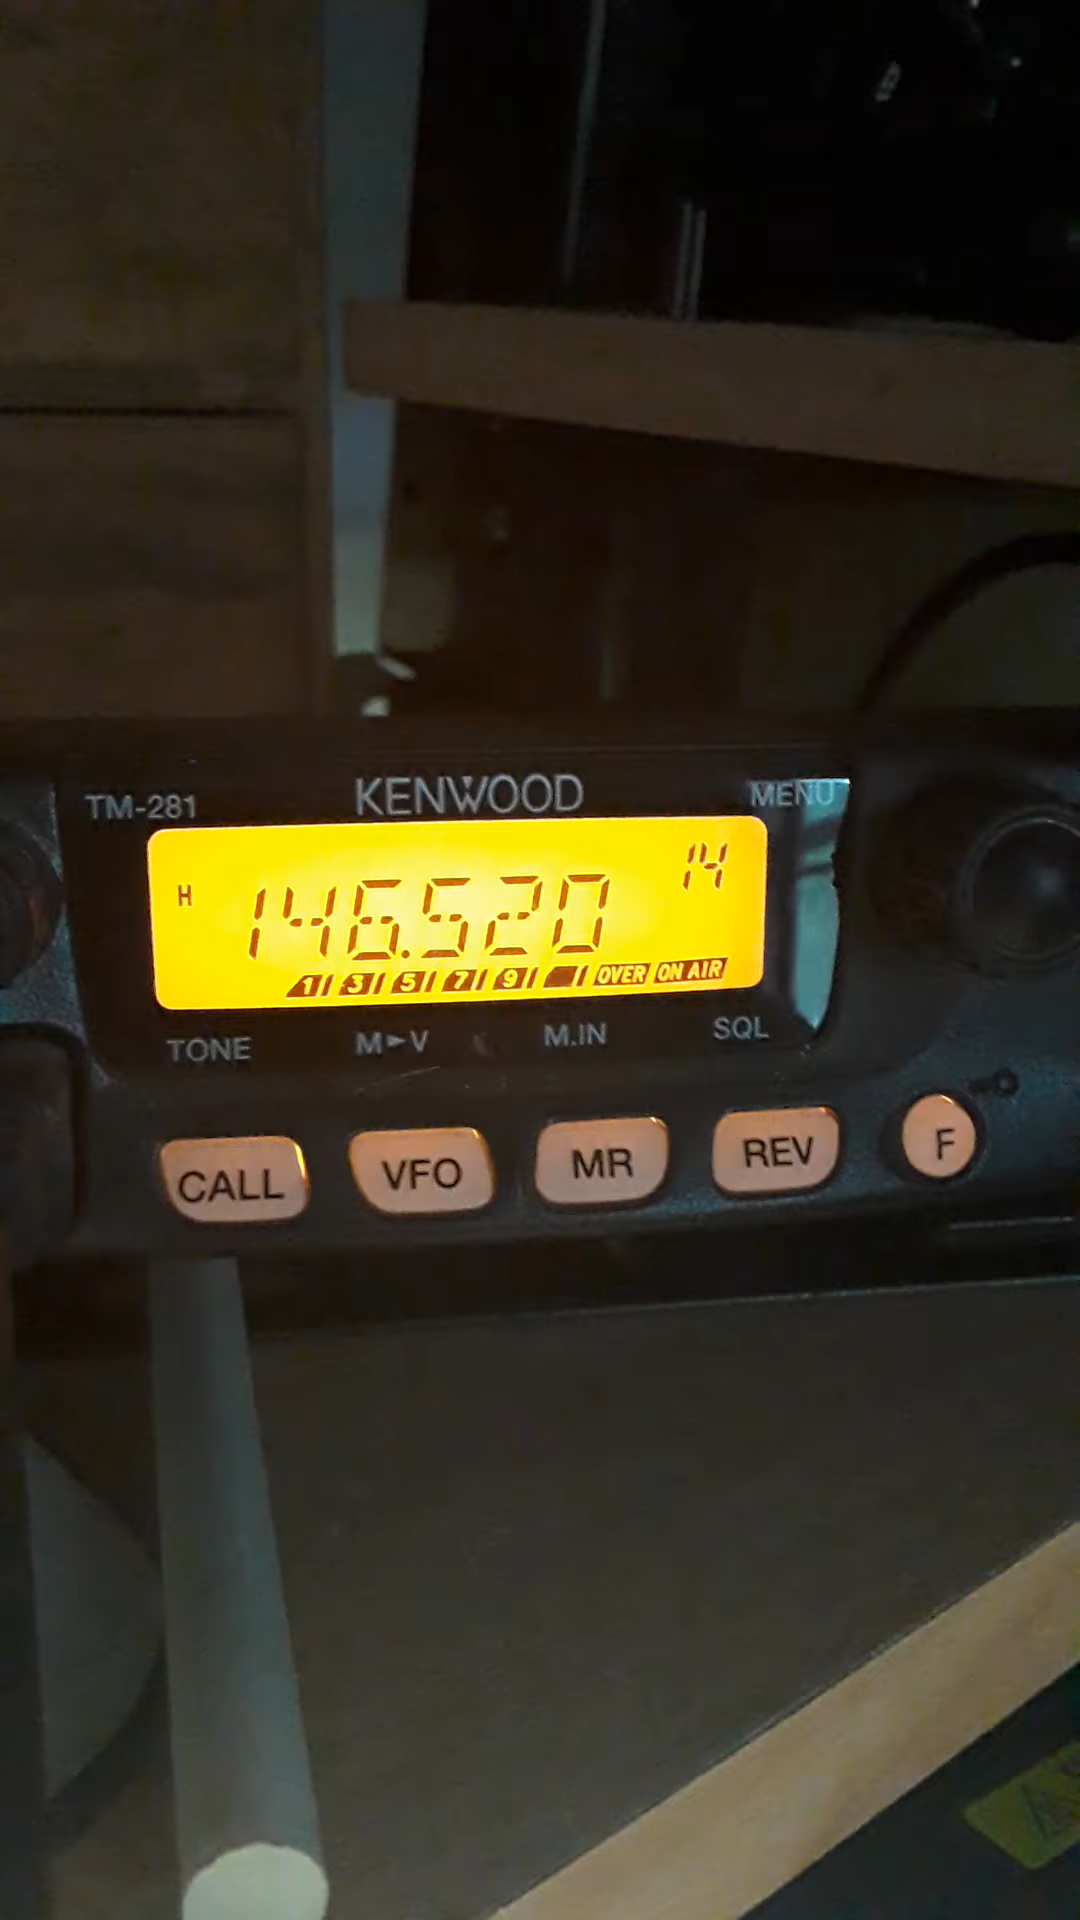 TM-281 KENWOOD MENU
14
H 146.520
1 3 5 7 9 OVER ON AIR
TONE M►V M.IN SQL
CALL VFO MR REV F